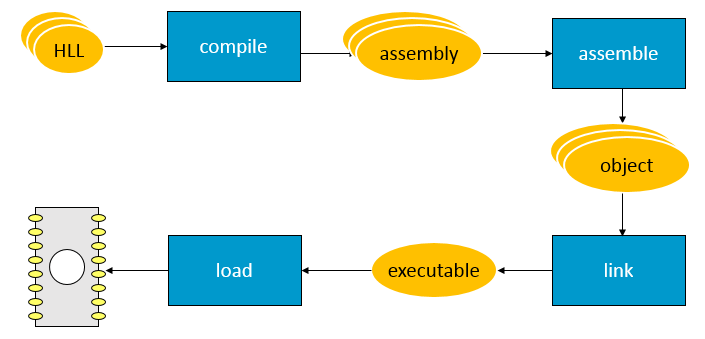 HLL
compile
assembly
assemble
object
link
executable
load